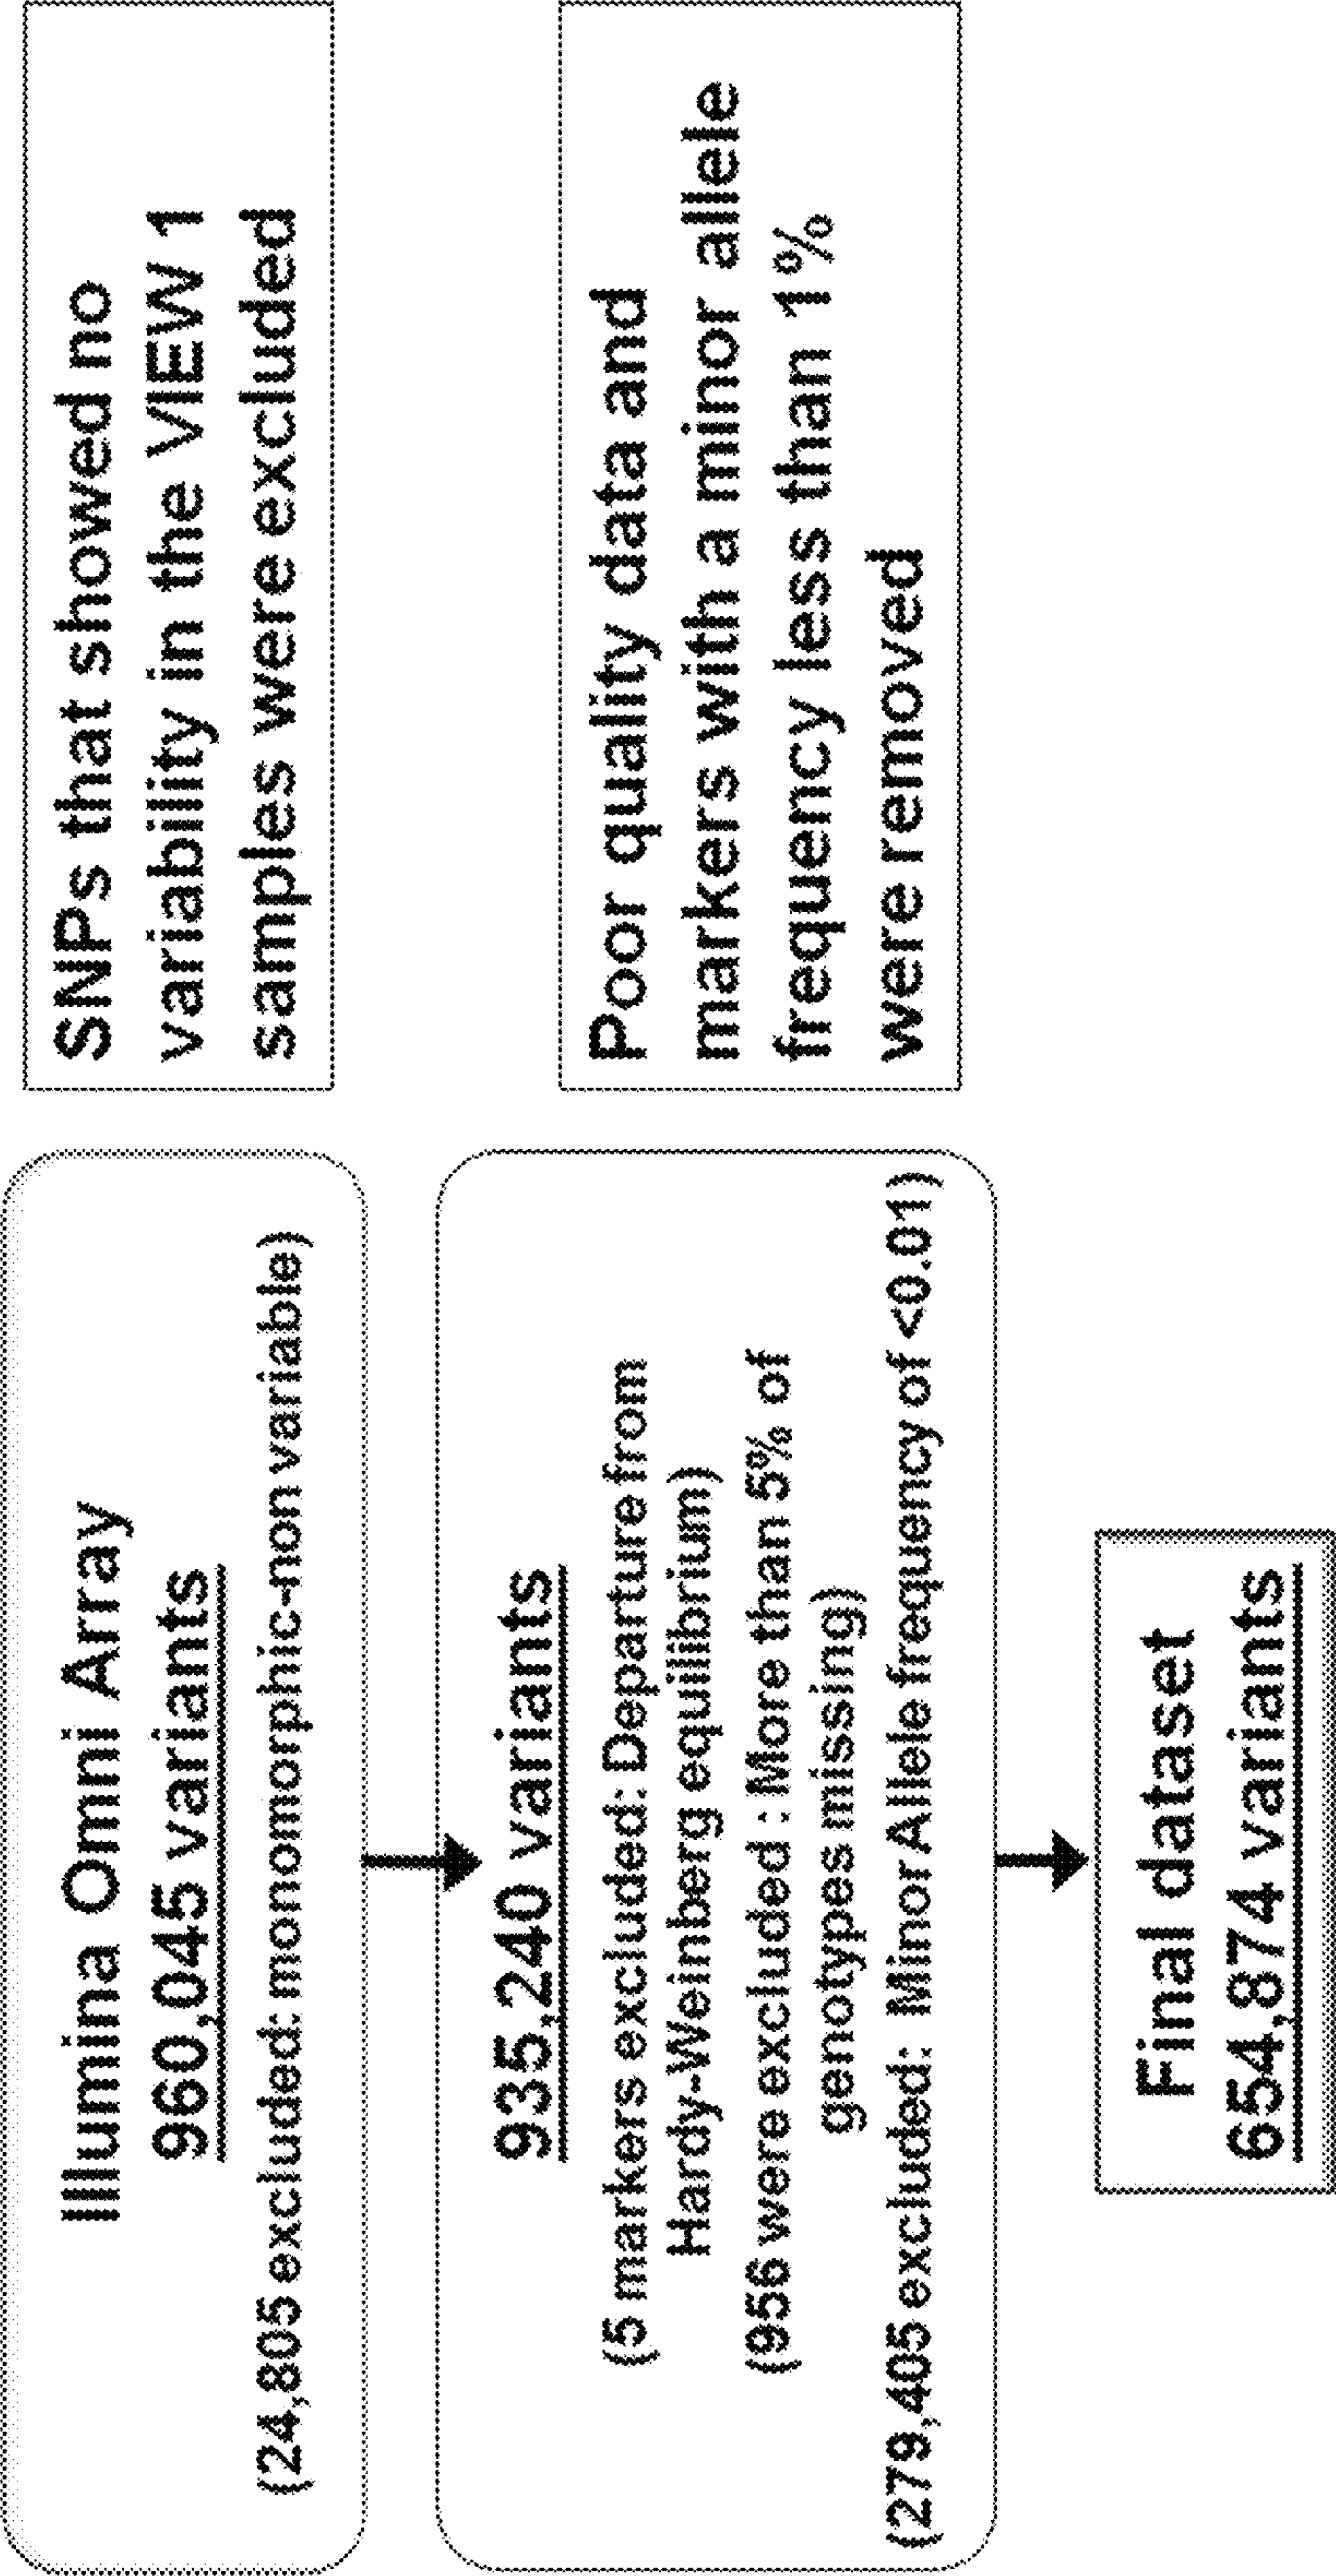 Illumina Omni Array
960,045 variants
(24,805 excluded: monomorphic-non variable)
SNPs that showed no
variability in the VIEW 1
samples were excluded
935,240 variants
(5 markers excluded: Departure from
Hardy-Weinberg equilibrium)
(956 were excluded : More than 5% of
genotypes missing)
(279,405 excluded: Minor Allele frequency of <0.01)
Poor quality data and
markers with a minor allele
frequency less than 1%
were removed
Final dataset
654,874 variants